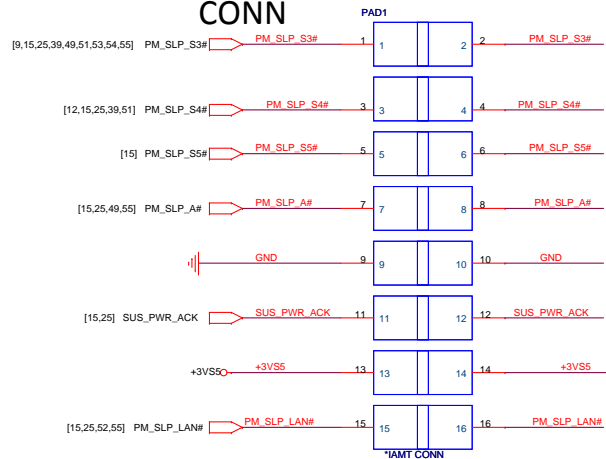 CONN
PAD1
[9,15,25,39,49,51,53,54,55] PM_SLP_S3# PM_SLP_S3# 1 1 2 2 PM_SLP_S3#
[12,15,25,39,51] PM_SLP_S4# PM_SLP_S4# 3 3 4 4 PM_SLP_S4#
[15] PM_SLP_S5# PM_SLP_S5# 5 5 6 6 PM_SLP_S5#
[15,25,49,55] PM_SLP_A# PM_SLP_A# 7 7 8 8 PM_SLP_A#
GND 9 9 10 10 GND
[15,25] SUS_PWR_ACK SUS_PWR_ACK 11 11 12 12 SUS_PWR_ACK
+3VS5 +3VS5 13 13 14 14 +3VS5
[15,25,52,55] PM_SLP_LAN# PM_SLP_LAN# 15 15 16 16 PM_SLP_LAN#
*IAMT CONN